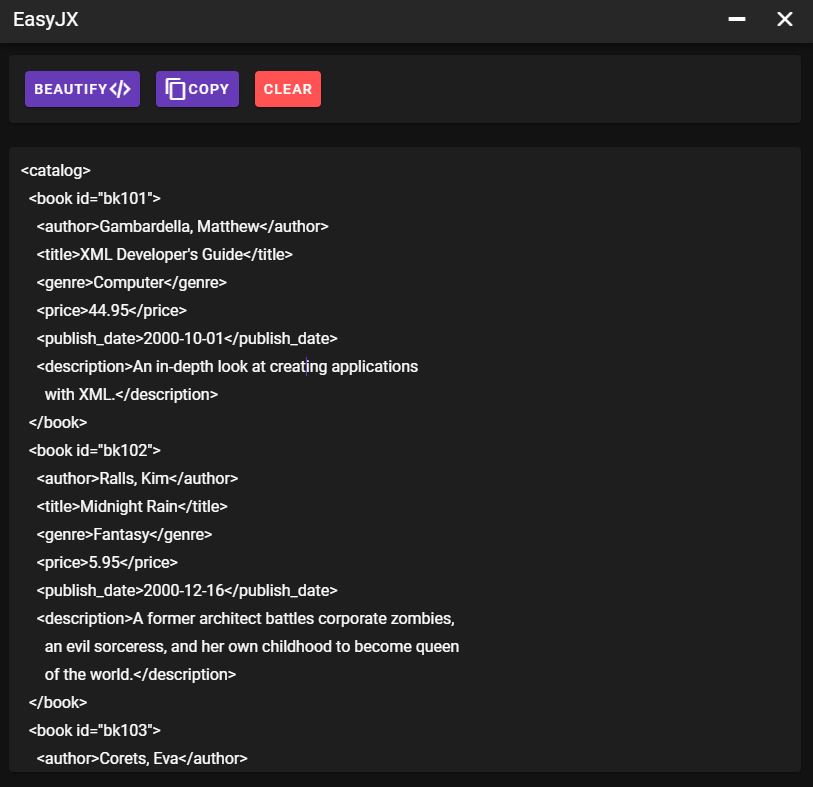 EasyJX
BEAUTIFY</> COPY CLEAR
<catalog>
  <book id="bk101">
    <author>Gambardella, Matthew</author>
    <title>XML Developer's Guide</title>
    <genre>Computer</genre>
    <price>44.95</price>
    <publish_date>2000-10-01</publish_date>
    <description>An in-depth look at creating applications
      with XML.</description>
  </book>
  <book id="bk102">
    <author>Ralls, Kim</author>
    <title>Midnight Rain</title>
    <genre>Fantasy</genre>
    <price>5.95</price>
    <publish_date>2000-12-16</publish_date>
    <description>A former architect battles corporate zombies,
      an evil sorceress, and her own childhood to become queen
      of the world.</description>
  </book>
  <book id="bk103">
    <author>Corets, Eva</author>